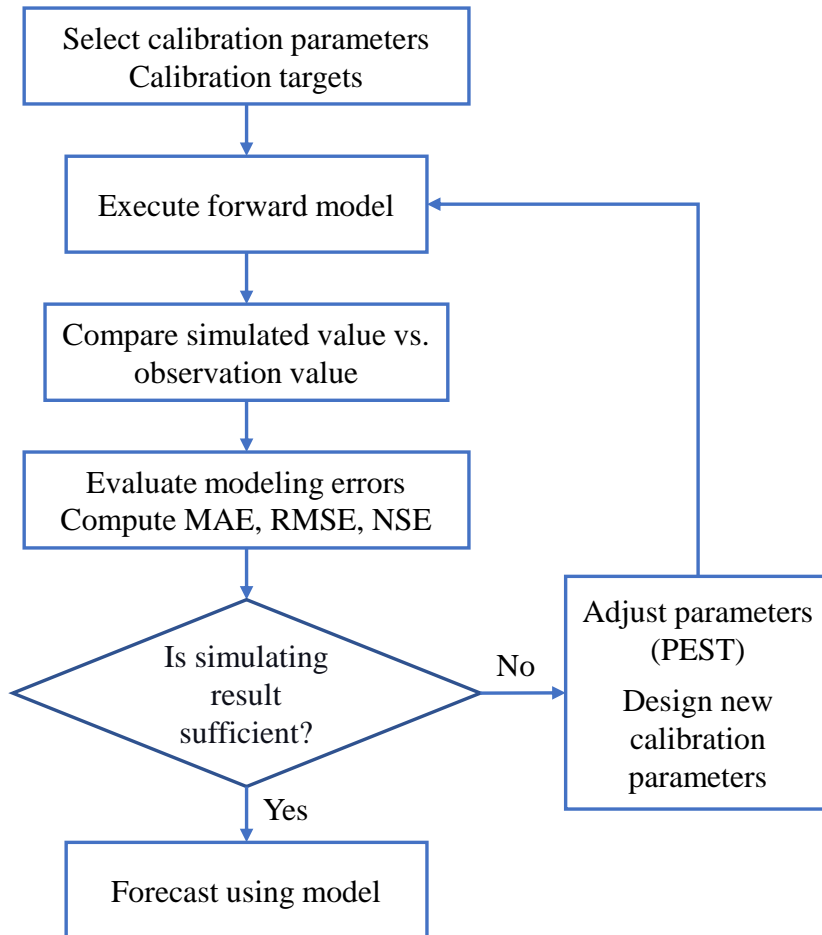 Select calibration parameters
Calibration targets
Execute forward model
Compare simulated value vs.
observation value
Evaluate modeling errors
Compute MAE, RMSE, NSE
Is simulating
result
sufficient?
No
Adjust parameters
(PEST)
Design new
calibration
parameters
Yes
Forecast using model